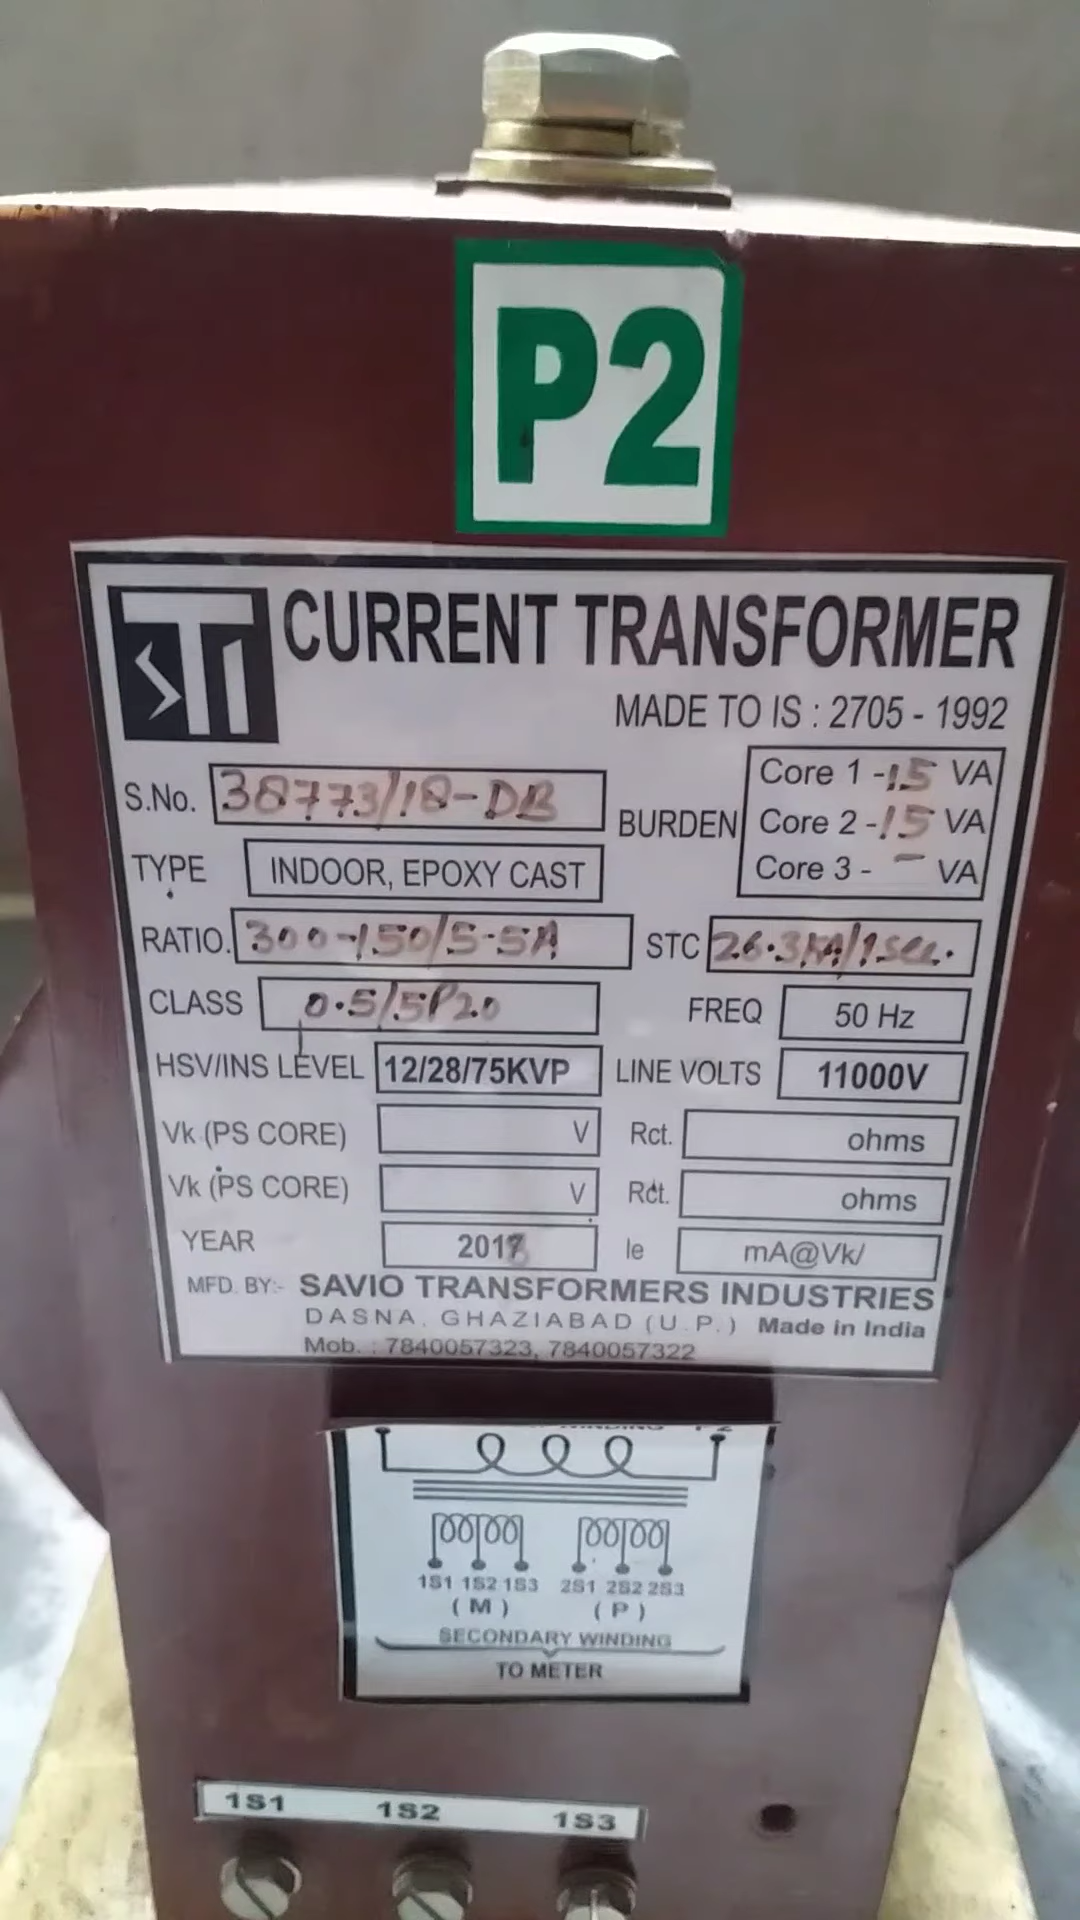 P2
STI CURRENT TRANSFORMER
MADE TO IS : 2705 - 1992
S.No. 38773/18-DB
BURDEN
Core 1 -15 VA
Core 2 -15 VA
Core 3 - – VA
TYPE INDOOR, EPOXY CAST
RATIO. 300-150/5-5A STC 26.3KA/1Sec.
CLASS 0.5/5P20 FREQ 50 Hz
HSV/INS LEVEL 12/28/75KVP LINE VOLTS 11000V
Vk (PS CORE) V Rct. ohms
Vk (PS CORE) V Rct. ohms
YEAR 2018 Ie mA@Vk/
MFD. BY:- SAVIO TRANSFORMERS INDUSTRIES
DASNA, GHAZIABAD (U.P.) Made in India
Mob. : 7840057323, 7840057322
1S1 1S2 1S3 2S1 2S2 2S3
( M ) ( P )
SECONDARY WINDING
TO METER
1S1 1S2 1S3